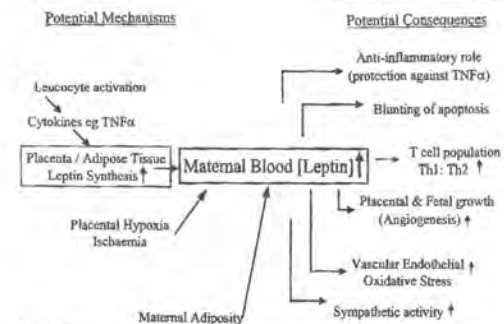 Potential Mechanisms
Potential Consequences
Leucocyte activation
Cytokines eg TNFα
Placenta / Adipose Tissue
Leptin Synthesis
Placental Hypoxia
Ischaemia
Maternal Adiposity
Maternal Blood [Leptin]
Anti-inflammatory role
(protection against TNFα)
Blunting of apoptosis
T cell population
Th1: Th2
Placental & Fetal growth
(Angiogenesis)
Vascular Endothelial
Oxidative Stress
Sympathetic activity